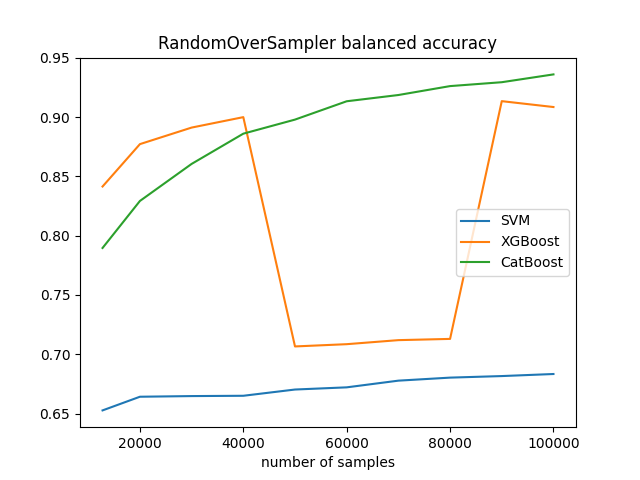 RandomOverSampler balanced accuracy
0.95
0.90
0.85
0.80
0.75
0.70
0.65
SVM
XGBoost
CatBoost
20000 40000 60000 80000 100000
number of samples